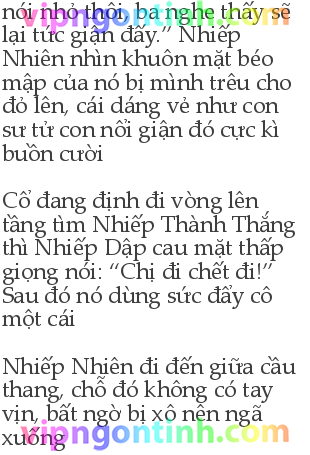 nói nhỏ thôi, ba nghe thấy sẽ
vipngontinh.com
lại tức giận đấy.” Nhiếp
Nhiên nhìn khuôn mặt béo
mập của nó bị mình trêu cho
đỏ lên, cái dáng vẻ như con
sư tử con nổi giận đó cực kì
buồn cười
Cổ đang định đi vòng lên
tầng tìm Nhiếp Thành Thắng
thì Nhiếp Dập cau mặt thấp
giọng nói: “Chị đi chết đi!”
Sau đó nó dùng sức đẩy cô
một cái
Nhiếp Nhiên đi đến giữa cầu
thang, chỗ đó không có tay
vịn, bất ngờ bị xô nên ngã
xuống
vipngontinh.com